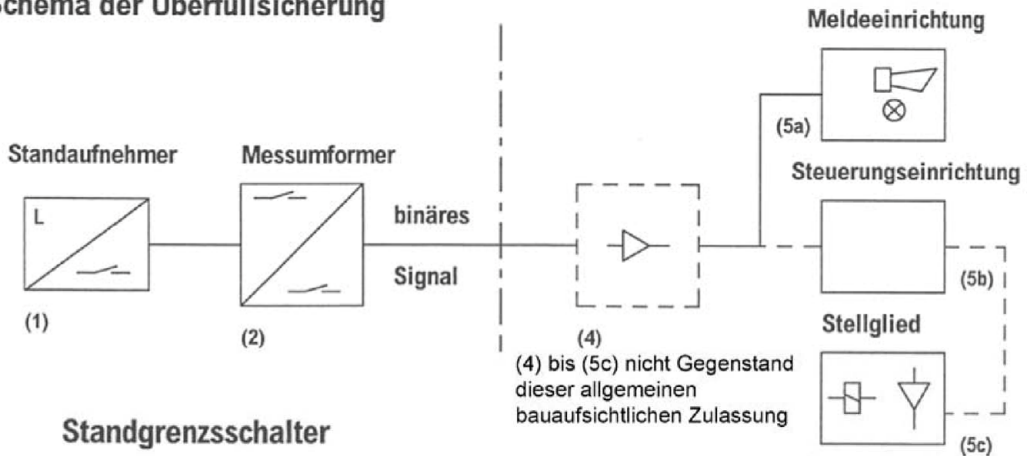 Schema der Überfüllsicherung
Meldeeinrichtung
(5a)
Standaufnehmer
Messumformer
Steuerungseinrichtung
L
binäres
Signal
(5b)
(1)
(2)
(4)
Stellglied
(4) bis (5c) nicht Gegenstand
dieser allgemeinen
bauaufsichtlichen Zulassung
Standgrenzsschalter
(5c)